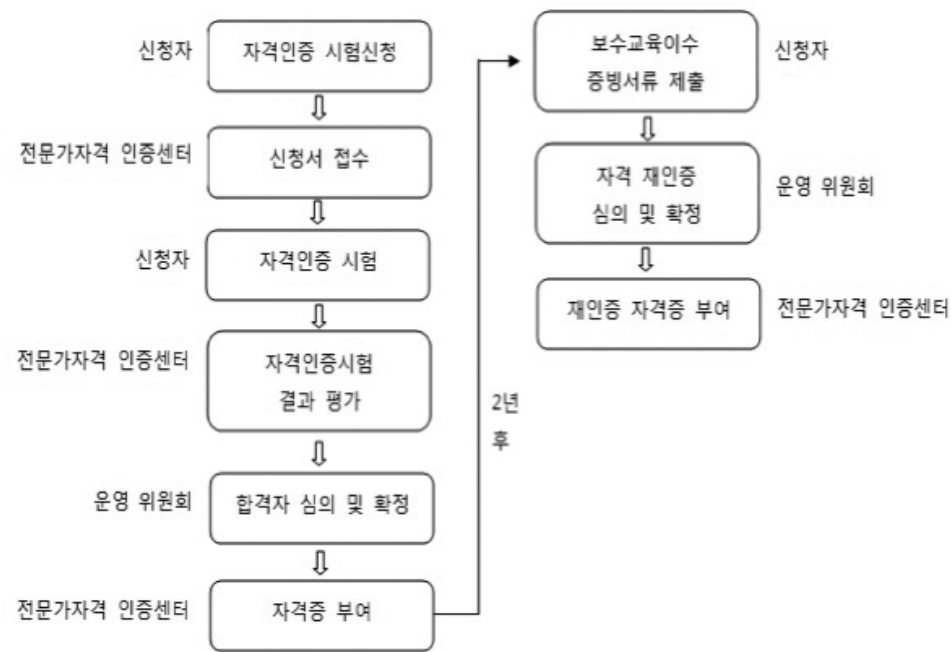 신청자
자격인증 시험신청
전문가자격 인증센터
신청서 접수
신청자
자격인증 시험
전문가자격 인증센터
자격인증시험
결과 평가
운영 위원회
합격자 심의 및 확정
전문가자격 인증센터
자격증 부여
2년
후
보수교육이수
증빙서류 제출
신청자
자격 재인증
심의 및 확정
운영 위원회
재인증 자격증 부여
전문가자격 인증센터